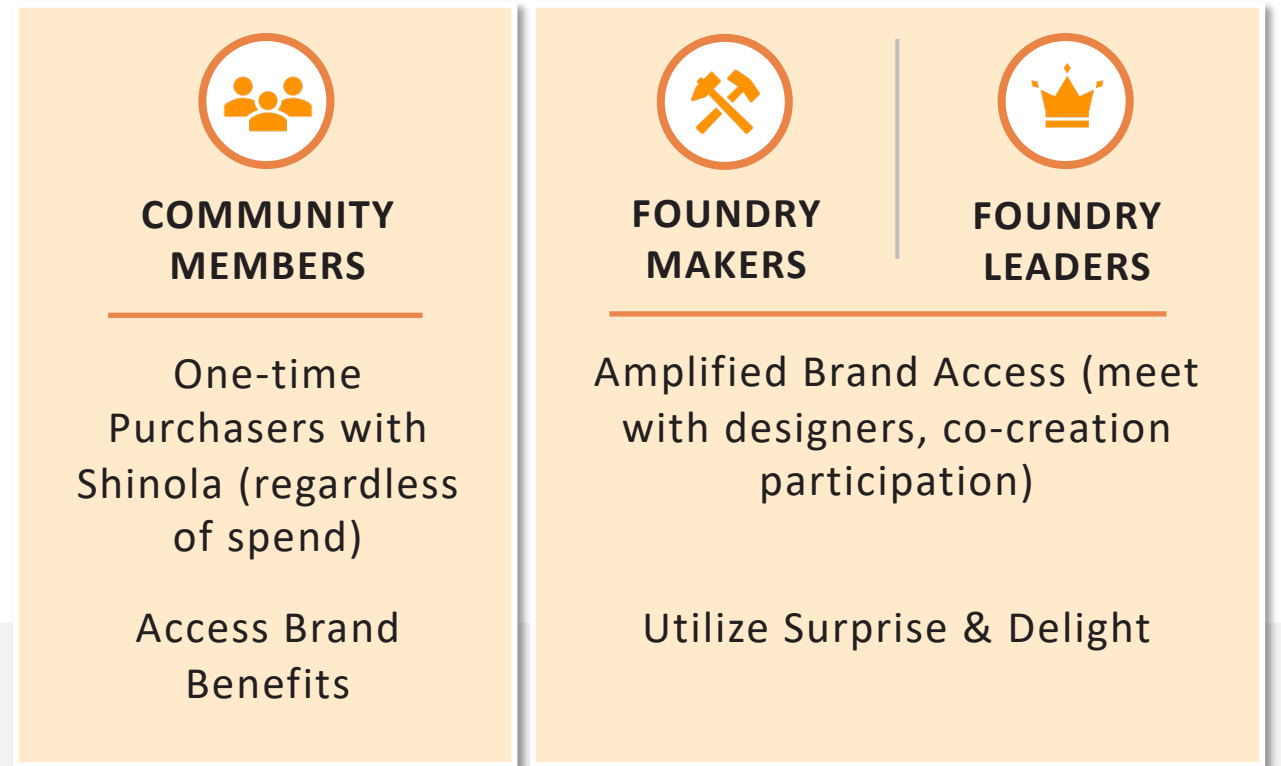 COMMUNITY
MEMBERS
One-time
Purchasers with
Shinola (regardless
of spend)
Access Brand
Benefits
FOUNDRY
MAKERS
FOUNDRY
LEADERS
Amplified Brand Access (meet
with designers, co-creation
participation)
Utilize Surprise & Delight